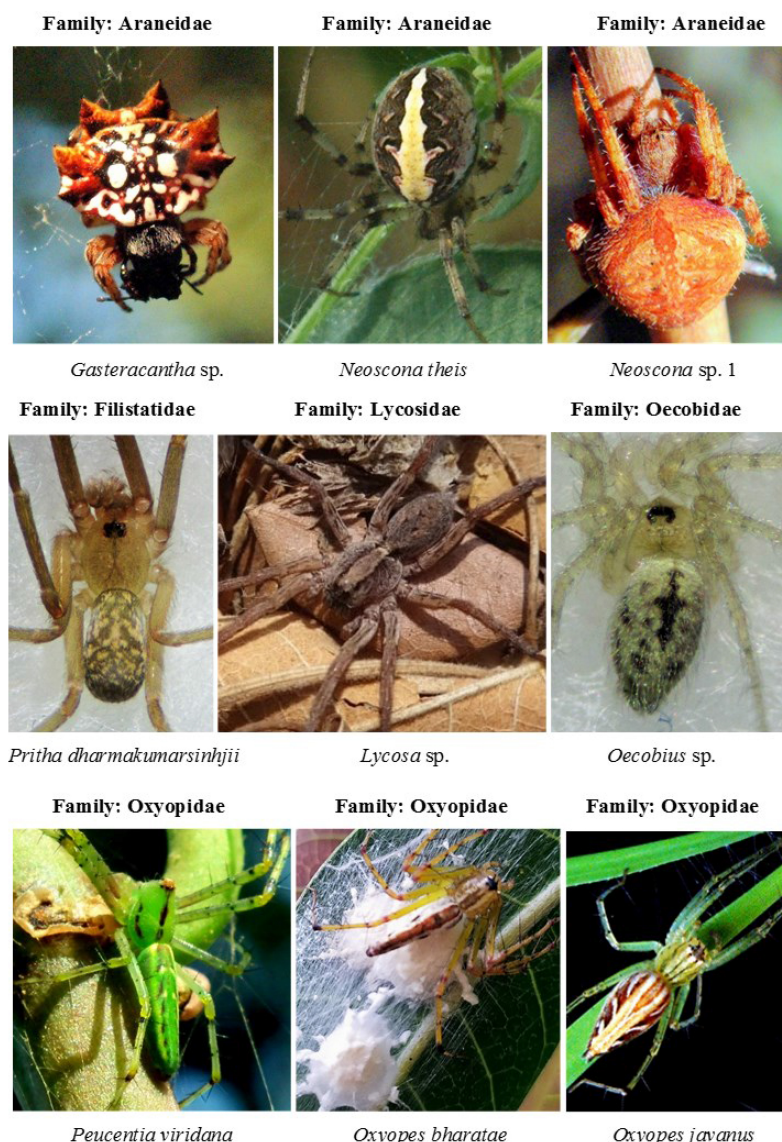 Family: Araneidae Family: Araneidae Family: Araneidae
Gasteracantha sp. Neoscona theis Neoscona sp. 1
Family: Filistatidae Family: Lycosidae Family: Oecobidae
Pritha dharmakumarsinhjii Lycosa sp. Oecobius sp.
Family: Oxyopidae Family: Oxyopidae Family: Oxyopidae
Peucentia viridana Oxyopes bharatae Oxyopes javanus